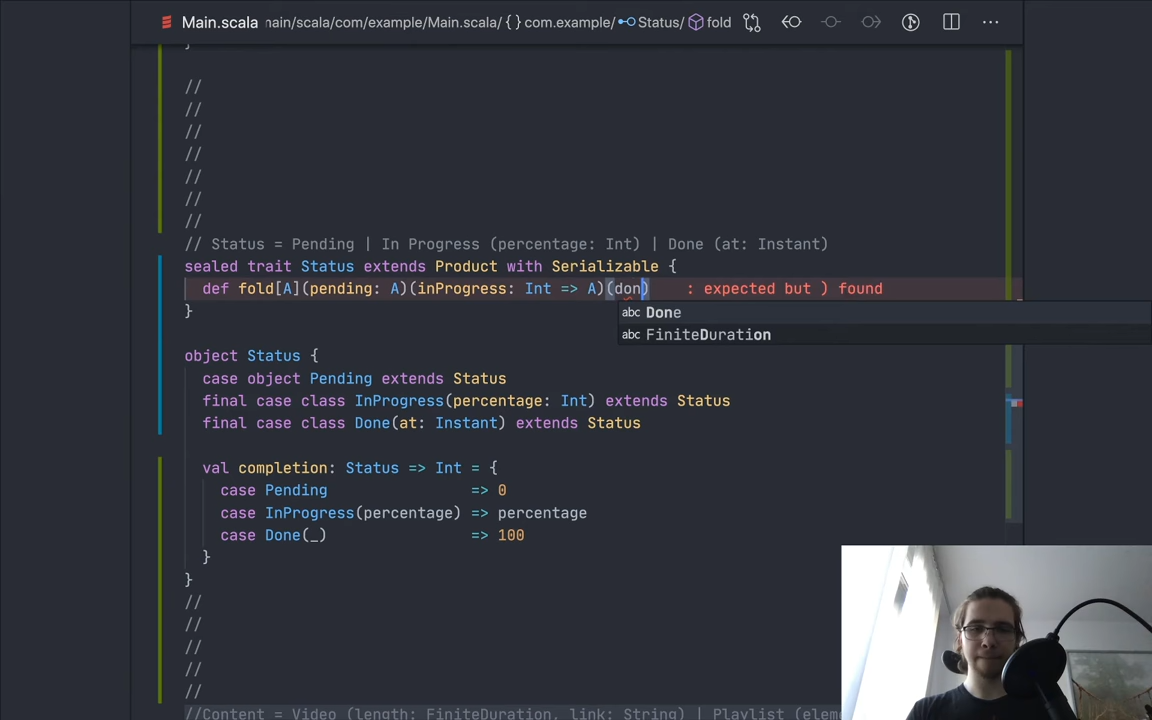 Main.scala main/scala/com/example/Main.scala/ {} com.example/ Status/ fold ...
}
//
//
//
//
//
//
//
// Status = Pending | In Progress (percentage: Int) | Done (at: Instant)
sealed trait Status extends Product with Serializable {
def fold[A](pending: A)(inProgress: Int => A)(don) : expected but ) found
abc Done
}
abc FiniteDuration
object Status {
case object Pending extends Status
final case class InProgress(percentage: Int) extends Status
final case class Done(at: Instant) extends Status
val completion: Status => Int = {
case Pending => 0
case InProgress(percentage) => percentage
case Done(_) => 100
}
}
//
//
//
//
//
//Content = Video (length: FiniteDuration, link: String) | Playlist (eleme